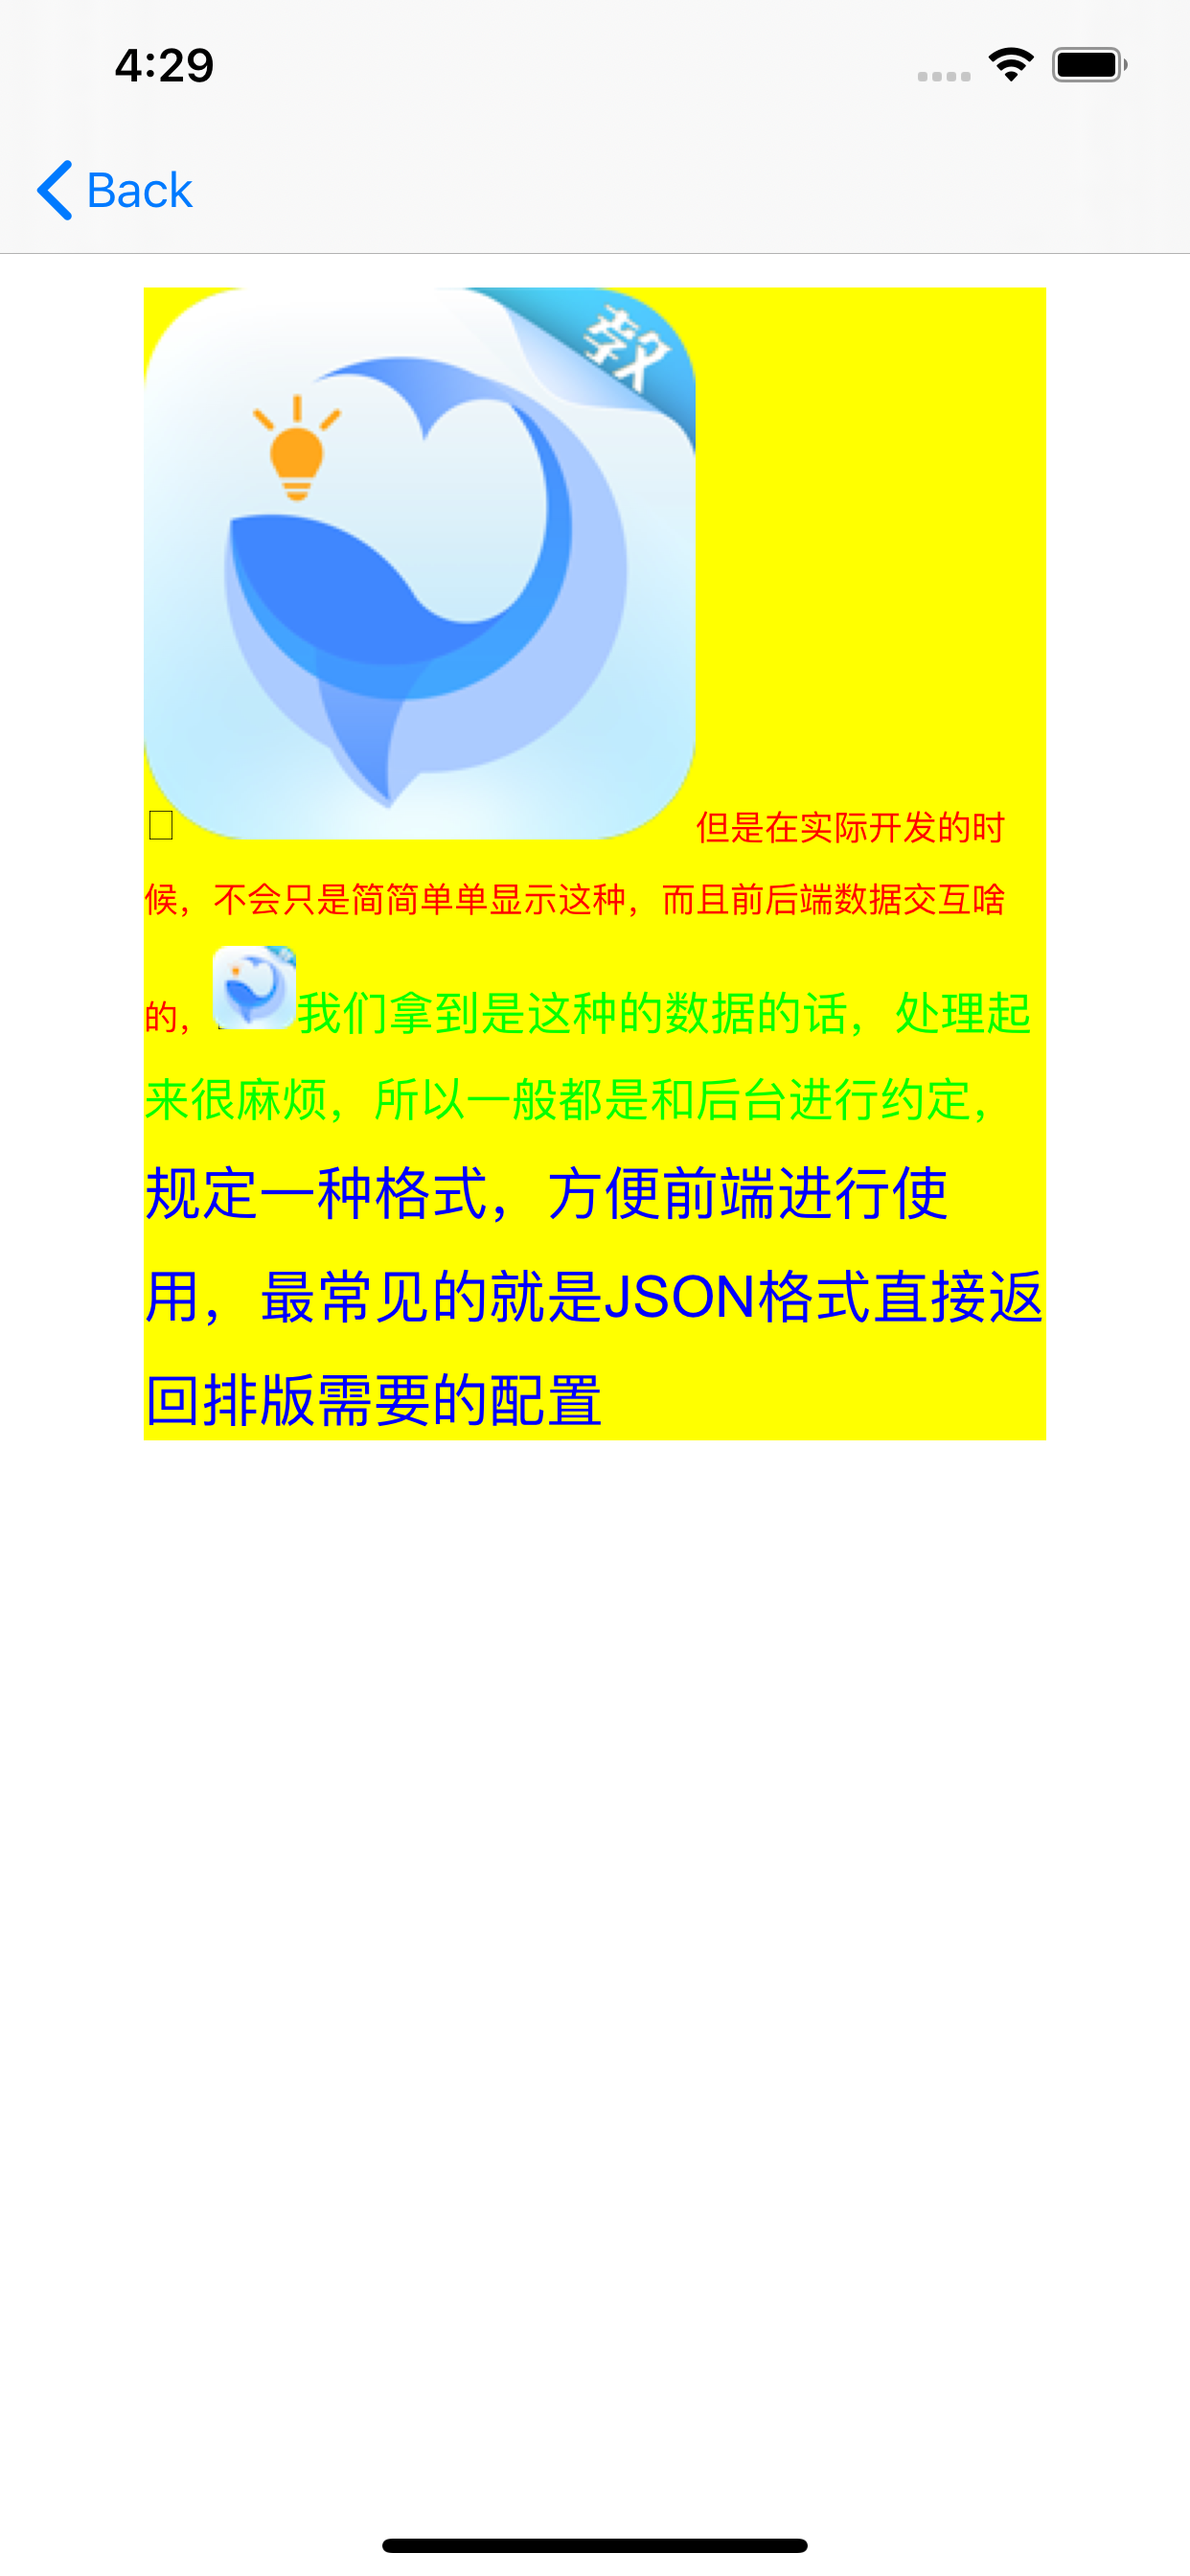 4:29
Back
教
但是在实际开发的时
候，不会只是简简单单显示这种，而且前后端数据交互啥
的，我们拿到是这种的数据的话，处理起
来很麻烦，所以一般都是和后台进行约定，
规定一种格式，方便前端进行使
用，最常见的就是JSON格式直接返
回排版需要的配置